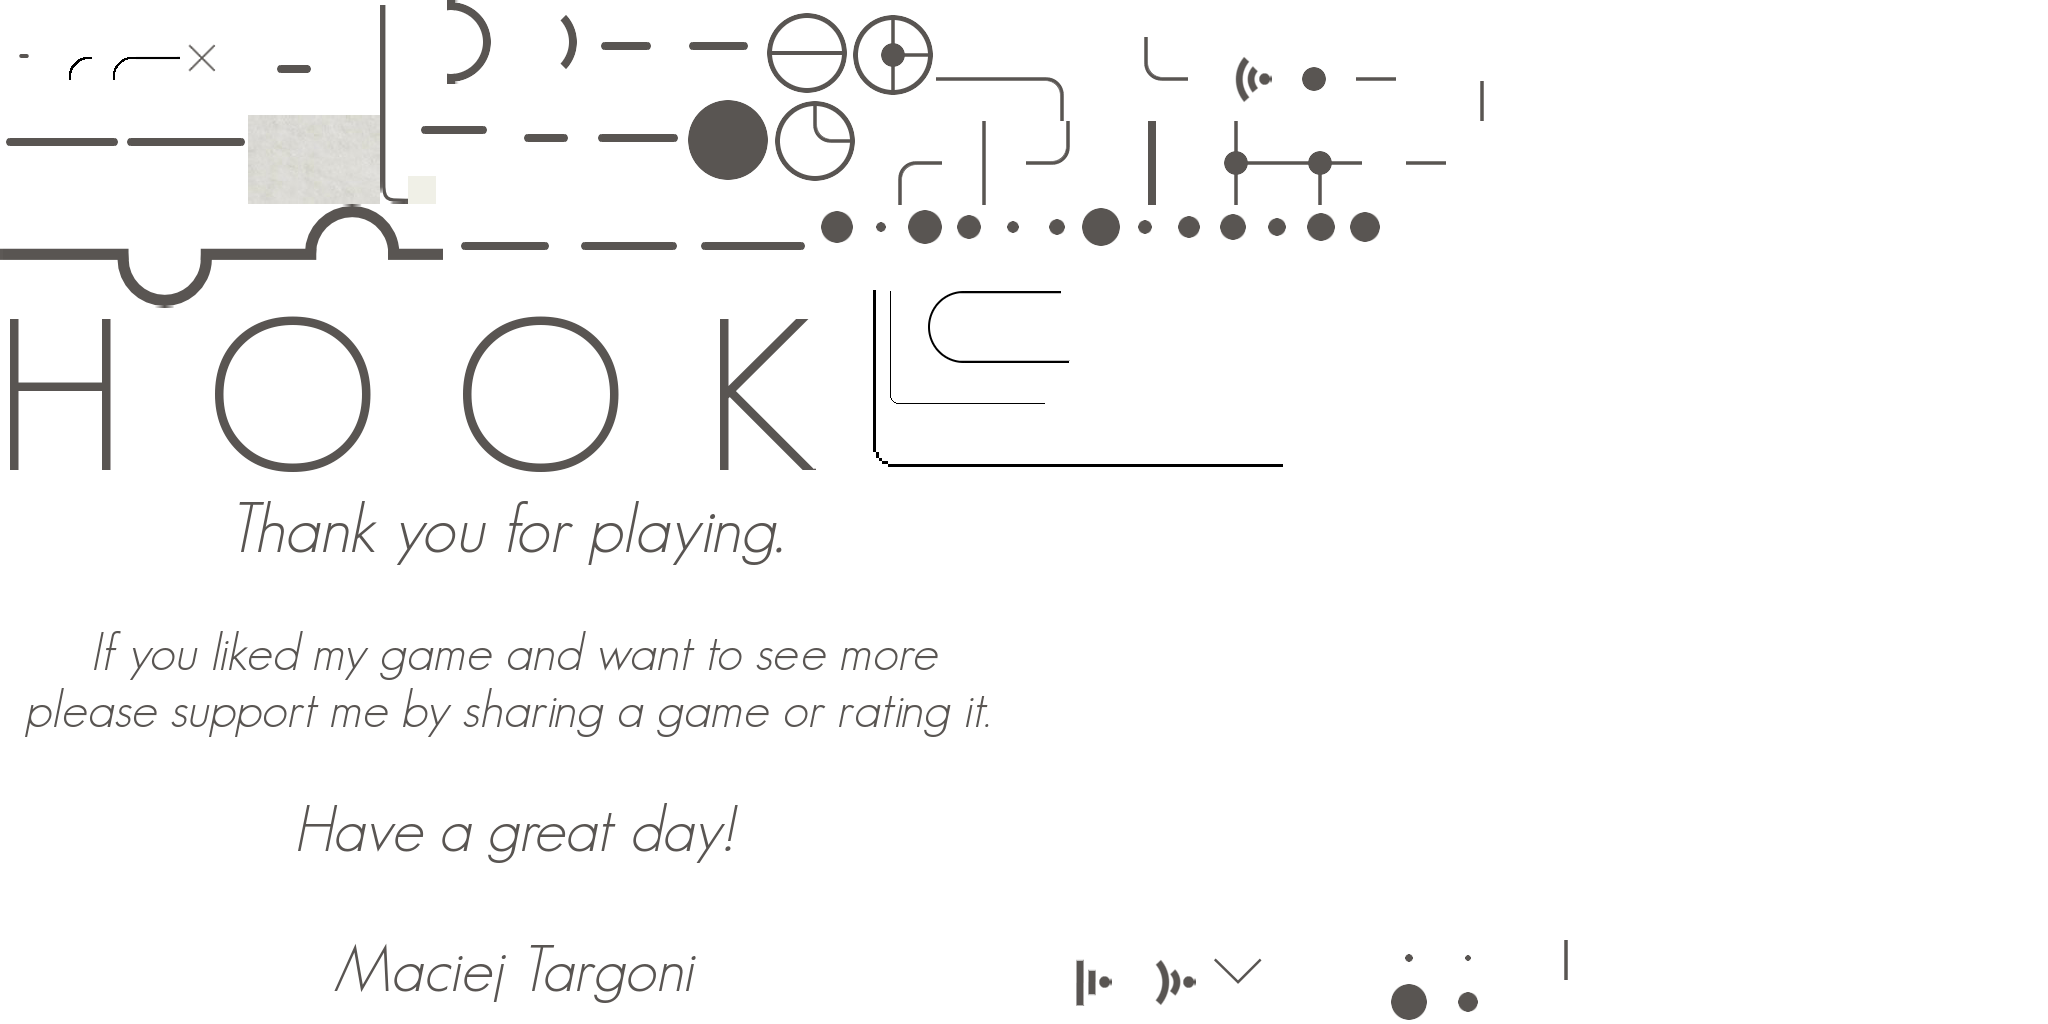 HOOK
Thank you for playing.
If you liked my game and want to see more
please support me by sharing a game or rating it.
Have a great day!
Maciej Targoni